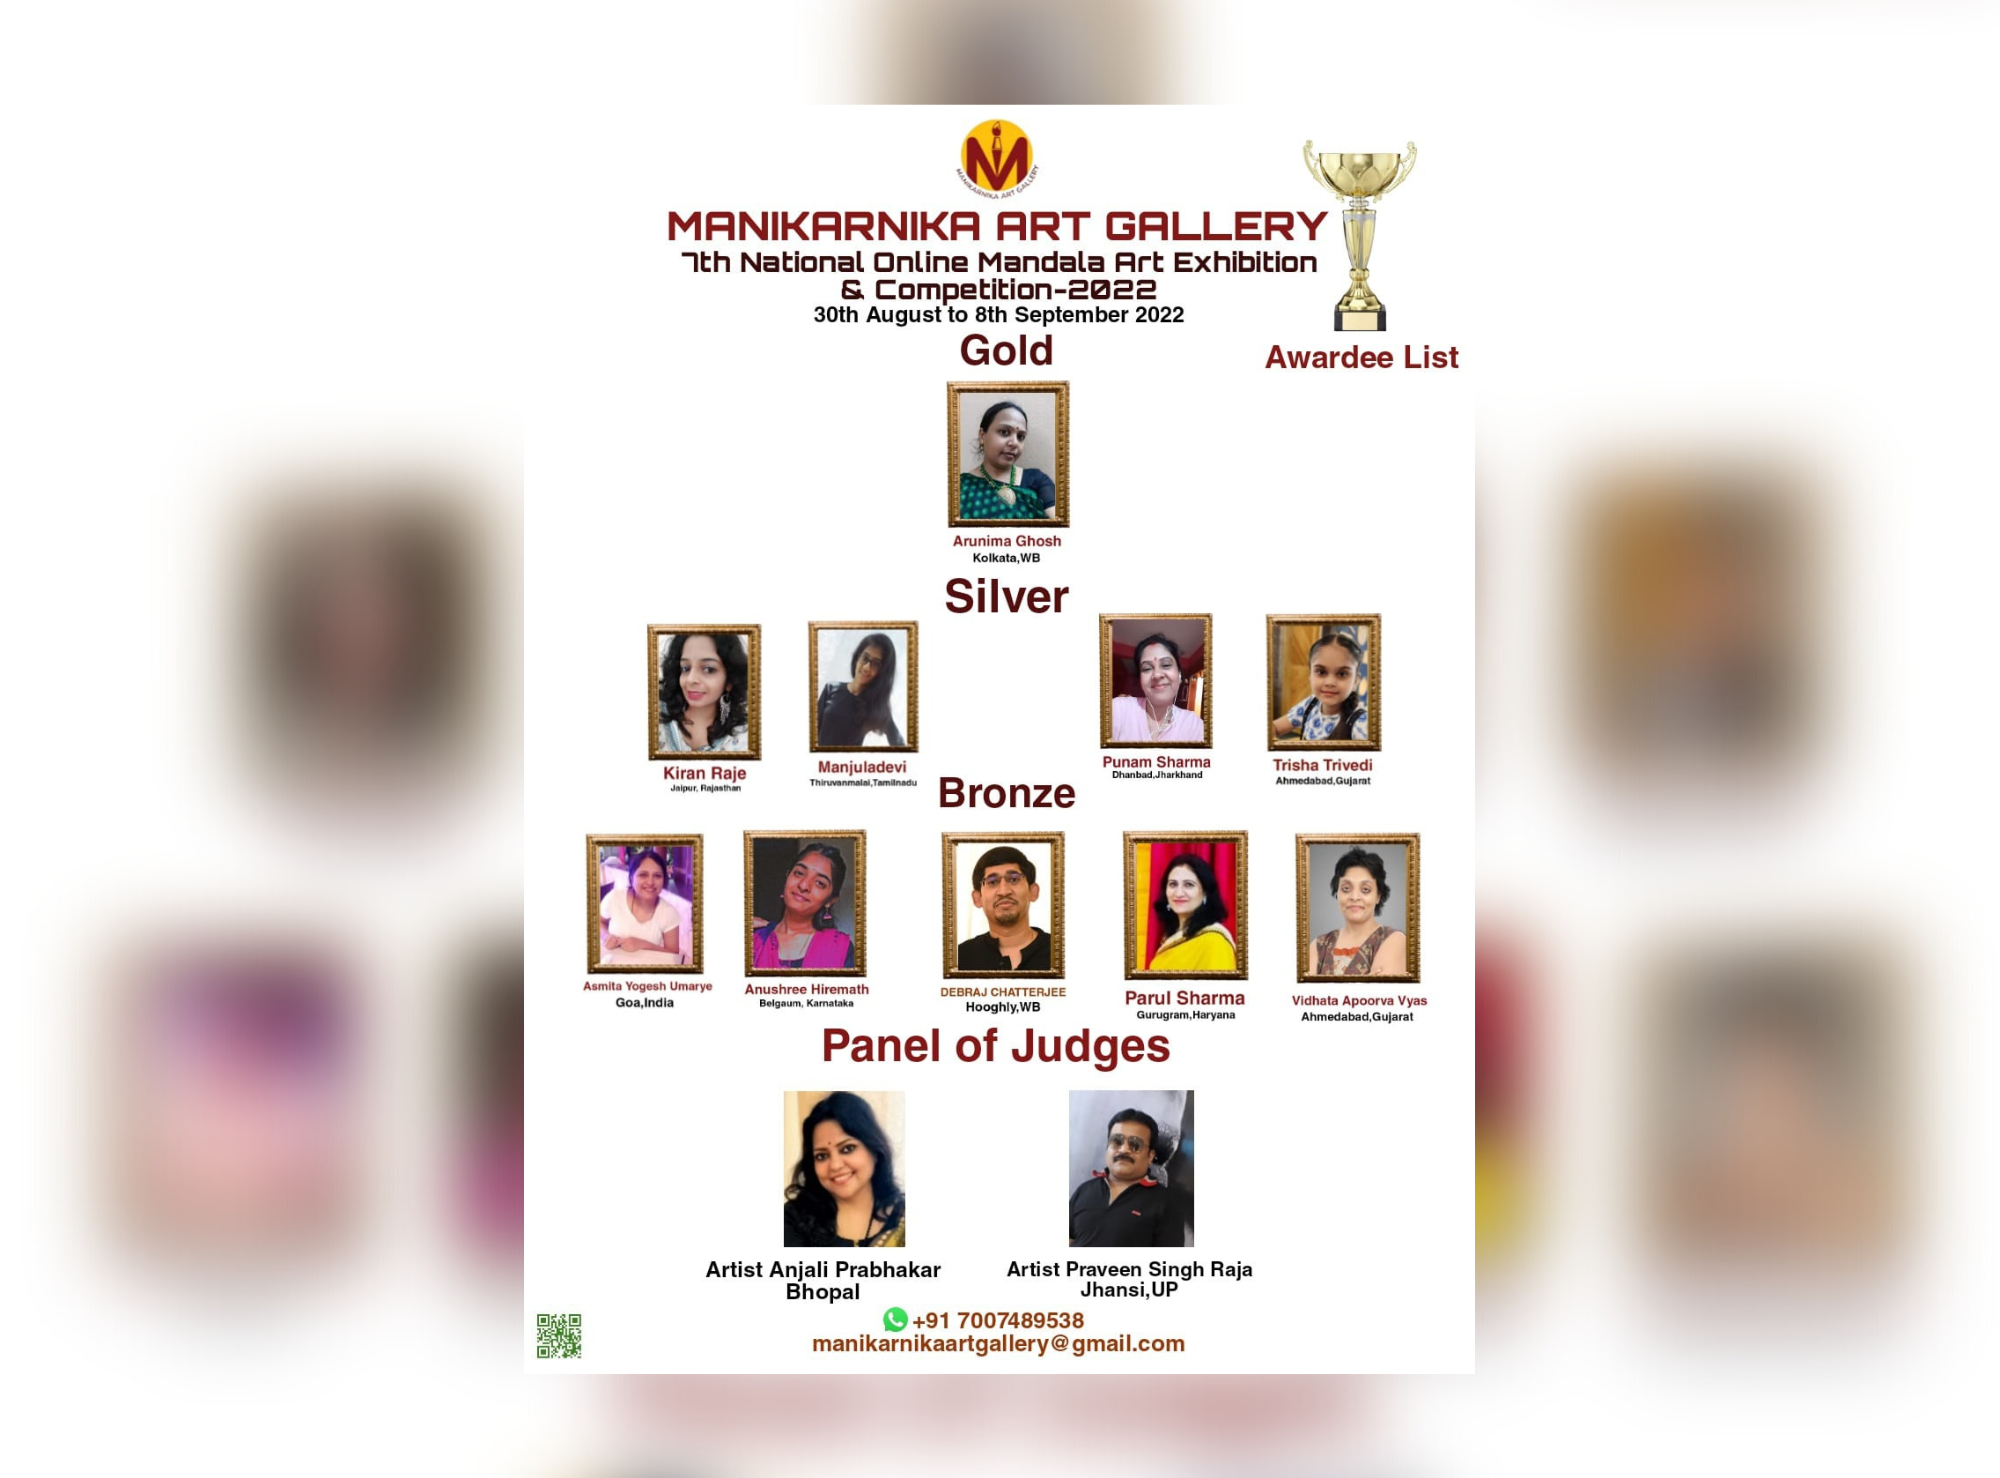 MANIKARNIKA ART GALLERY
MANIKARNIKA ART GALLERY
7th National Online Mandala Art Exhibition
& Competition-2022
30th August to 8th September 2022
Awardee List
Gold
Arunima Ghosh
Kolkata,WB
Silver
Kiran Raje
Jaipur, Rajasthan
Manjuladevi
Thiruvanmalai,Tamilnadu
Punam Sharma
Dhanbad,Jharkhand
Trisha Trivedi
Ahmedabad,Gujarat
Bronze
Asmita Yogesh Umarye
Goa,India
Anushree Hiremath
Belgaum, Karnataka
DEBRAJ CHATTERJEE
Hooghly,WB
Parul Sharma
Gurugram,Haryana
Vidhata Apoorva Vyas
Ahmedabad,Gujarat
Panel of Judges
Artist Anjali Prabhakar
Bhopal
Artist Praveen Singh Raja
Jhansi,UP
+91 7007489538
manikarnikaartgallery@gmail.com